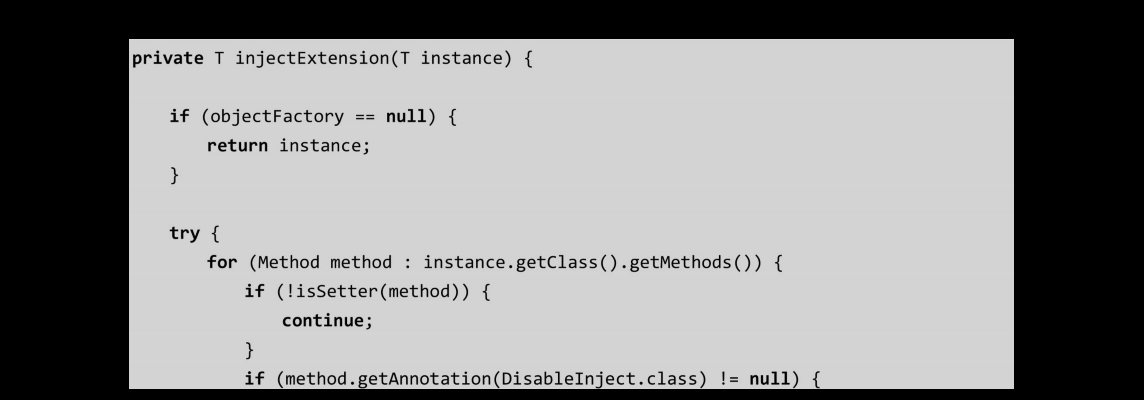 private T injectExtension(T instance) {
if (objectFactory == null) {
return instance;
}
try {
for (Method method : instance.getClass().getMethods()) {
if (!isSetter(method)) {
continue;
}
if (method.getAnnotation(DisableInject.class) != null) {